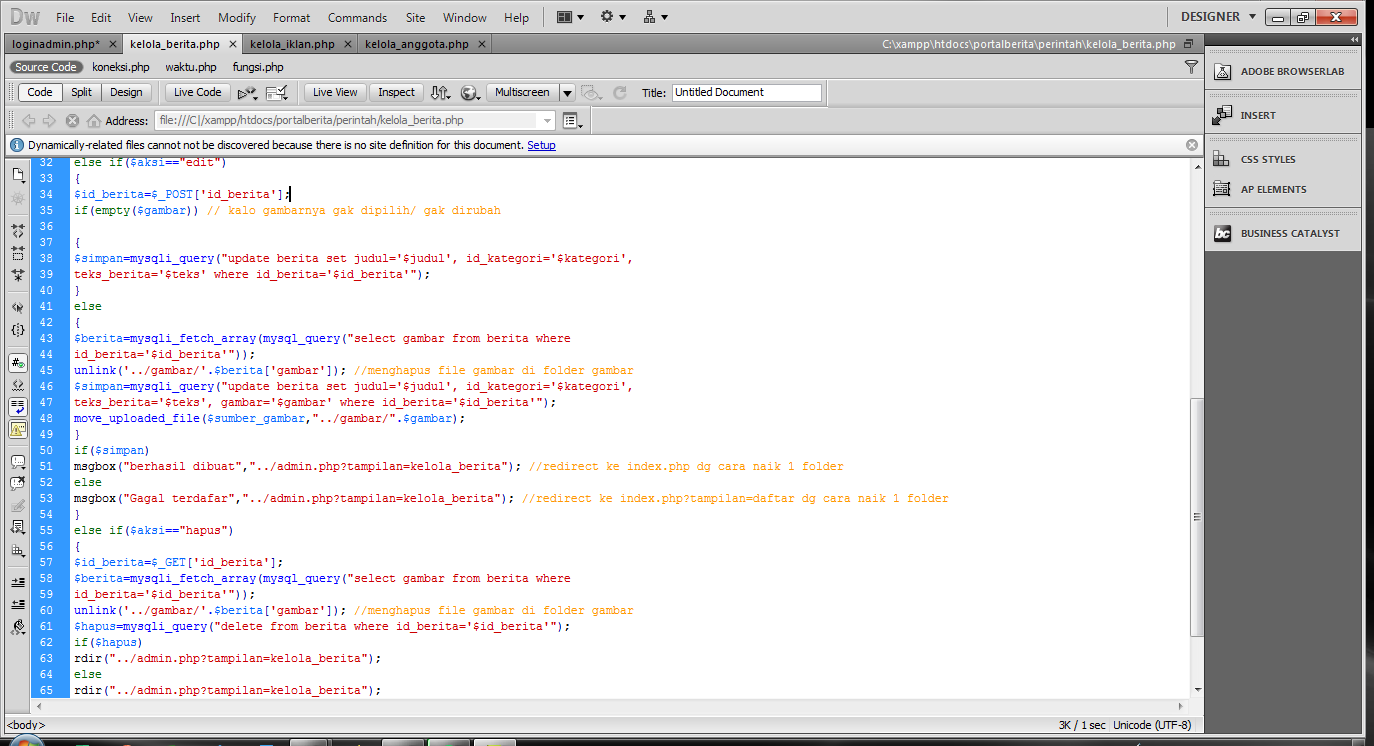 Dw File Edit View Insert Modify Format Commands Site Window Help DESIGNER
loginadmin.php* kelola_berita.php kelola_iklan.php kelola_anggota.php C:\xampp\htdocs\portalberita\perintah\kelola_berita.php
Source Code koneksi.php waktu.php fungsi.php
Code Split Design Live Code Live View Inspect Multiscreen Title: Untitled Document
Address: file:///C|/xampp/htdocs/portalberita/perintah/kelola_berita.php
Dynamically-related files cannot not be discovered because there is no site definition for this document. Setup
32 else if($aksi=="edit")
33 {
34 $id_berita=$_POST['id_berita'];
35 if(empty($gambar)) // kalo gambarnya gak dipilih/ gak dirubah
36
37 {
38 $simpan=mysqli_query("update berita set judul='$judul', id_kategori='$kategori',
39 teks_berita='$teks' where id_berita='$id_berita'");
40 }
41 else
42 {
43 $berita=mysqli_fetch_array(mysql_query("select gambar from berita where
44 id_berita='$id_berita'"));
45 unlink('../gambar/'.$berita['gambar']); //menghapus file gambar di folder gambar
46 $simpan=mysqli_query("update berita set judul='$judul', id_kategori='$kategori',
47 teks_berita='$teks', gambar='$gambar' where id_berita='$id_berita'");
48 move_uploaded_file($sumber_gambar,"../gambar/".$gambar);
49 }
50 if($simpan)
51 msgbox("berhasil dibuat","../admin.php?tampilan=kelola_berita"); //redirect ke index.php dg cara naik 1 folder
52 else
53 msgbox("Gagal terdafar","../admin.php?tampilan=kelola_berita"); //redirect ke index.php?tampilan=daftar dg cara naik 1 folder
54 }
55 else if($aksi=="hapus")
56 {
57 $id_berita=$_GET['id_berita'];
58 $berita=mysqli_fetch_array(mysql_query("select gambar from berita where
59 id_berita='$id_berita'"));
60 unlink('../gambar/'.$berita['gambar']); //menghapus file gambar di folder gambar
61 $hapus=mysqli_query("delete from berita where id_berita='$id_berita'");
62 if($hapus)
63 rdir("../admin.php?tampilan=kelola_berita");
64 else
65 rdir("../admin.php?tampilan=kelola_berita");
<body> 3K / 1 sec Unicode (UTF-8)
ADOBE BROWSERLAB
INSERT
CSS STYLES
AP ELEMENTS
bc BUSINESS CATALYST